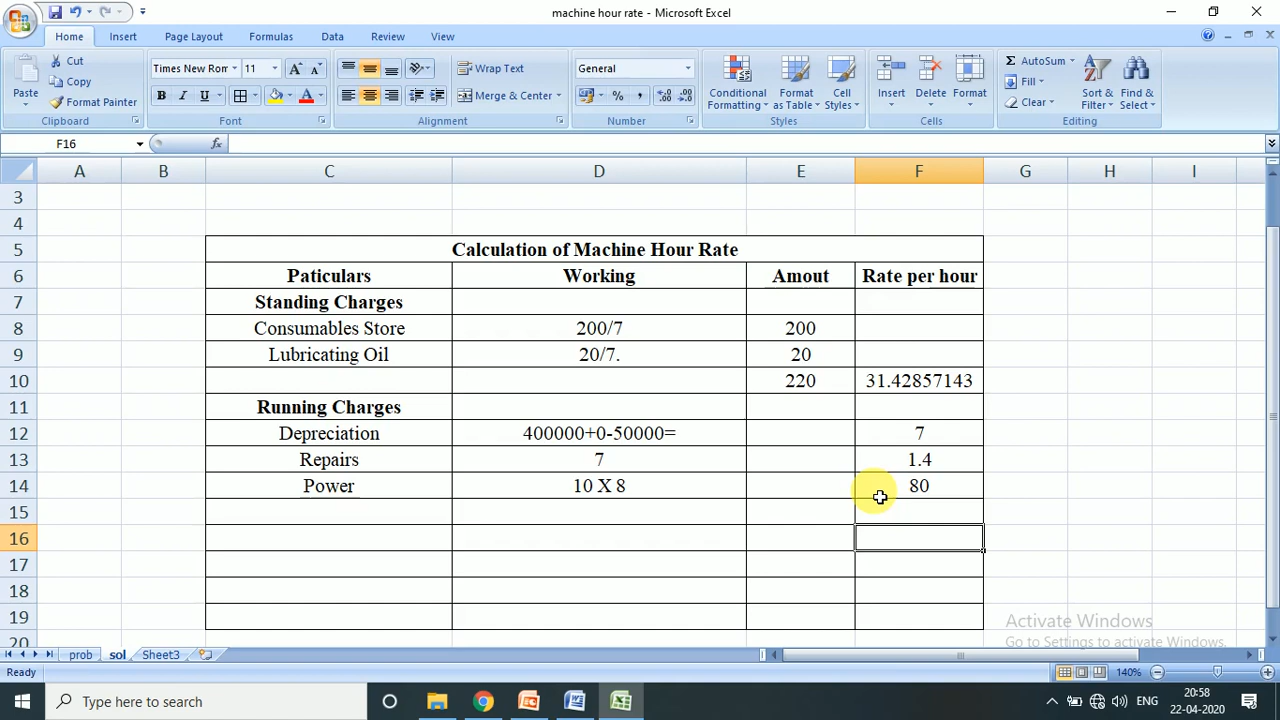 machine hour rate - Microsoft Excel
Home Insert Page Layout Formulas Data Review View
Paste
Cut
Copy
Format Painter
Clipboard
Times New Ron 11
B I U
Font
Wrap Text
Merge & Center
Alignment
General
Number
Conditional Formatting
Format as Table
Cell Styles
Styles
Insert Delete Format
Cells
AutoSum
Fill
Clear
Sort & Filter
Find & Select
Editing
F16 fx
A B C D E F G H I
3
4
5 Calculation of Machine Hour Rate
6 Paticulars Working Amout Rate per hour
7 Standing Charges
8 Consumables Store 200/7 200
9 Lubricating Oil 20/7. 20
10 220 31.42857143
11 Running Charges
12 Depreciation 400000+0-50000= 7
13 Repairs 7 1.4
14 Power 10 X 8 80
15
16
17
18
19
20
Activate Windows
Go to Settings to activate Windows.
prob sol Sheet3
Ready 140%
Type here to search
ENG 20:58
22-04-2020